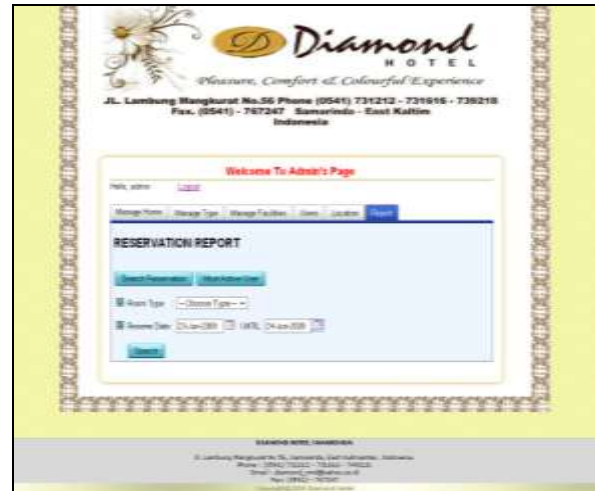 D Diamond
HOTEL
Pleasure, Comfort & Colourful Experience
JL. Lambung Mangkurat No.56 Phone (0541) 731212 - 731616 - 739218
Fax. (0541) - 767247 Samarinda - East Kaltim
Indonesia
Welcome To Admin's Page
Hello, admin Logout
Manage Home Manage Type Manage Facilities Users Location Report
RESERVATION REPORT
Search Reservation Most Active User
Room Type --Choose Type--
Reserve Date UNTIL
Search
DIAMOND HOTEL, SAMARINDA